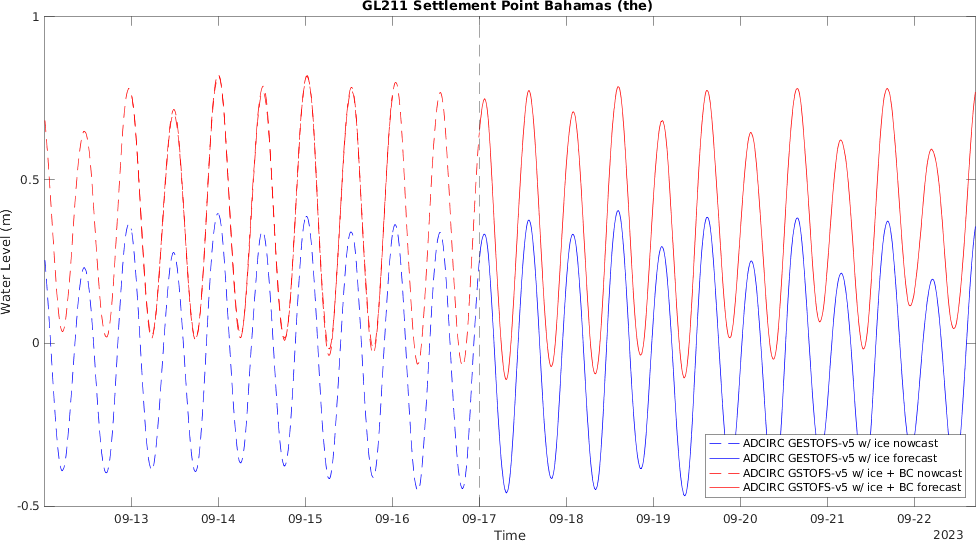 GL211 Settlement Point Bahamas (the)
1
0.5
0
-0.5
Water Level (m)
ADCIRC GESTOFS-v5 w/ ice nowcast
ADCIRC GESTOFS-v5 w/ ice forecast
ADCIRC GSTOFS-v5 w/ ice + BC nowcast
ADCIRC GSTOFS-v5 w/ ice + BC forecast
09-13 09-14 09-15 09-16 09-17 09-18 09-19 09-20 09-21 09-22
Time
2023